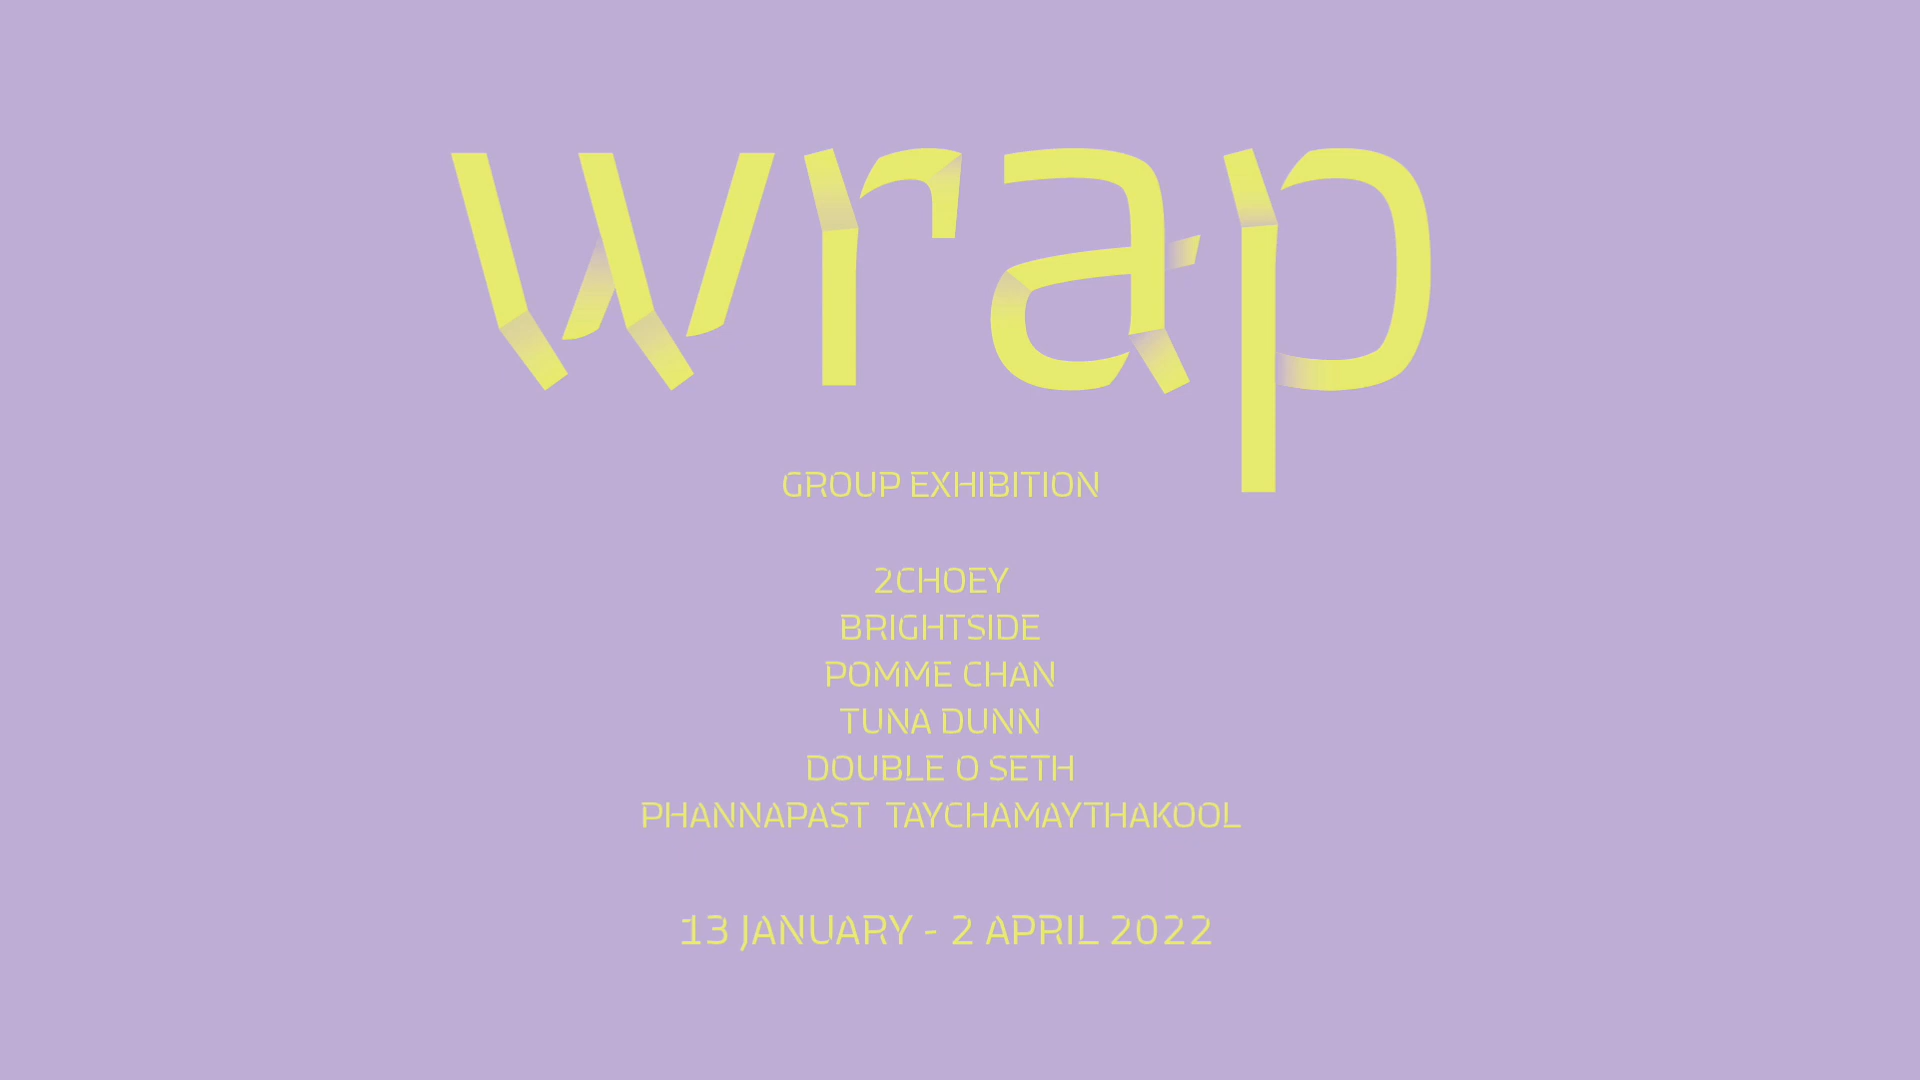 wrap
GROUP EXHIBITION
2CHOEY
BRIGHTSIDE
POMME CHAN
TUNA DUNN
DOUBLE O SETH
PHANNAPAST TAYCHAMAYTHAKOOL
13 JANUARY - 2 APRIL 2022